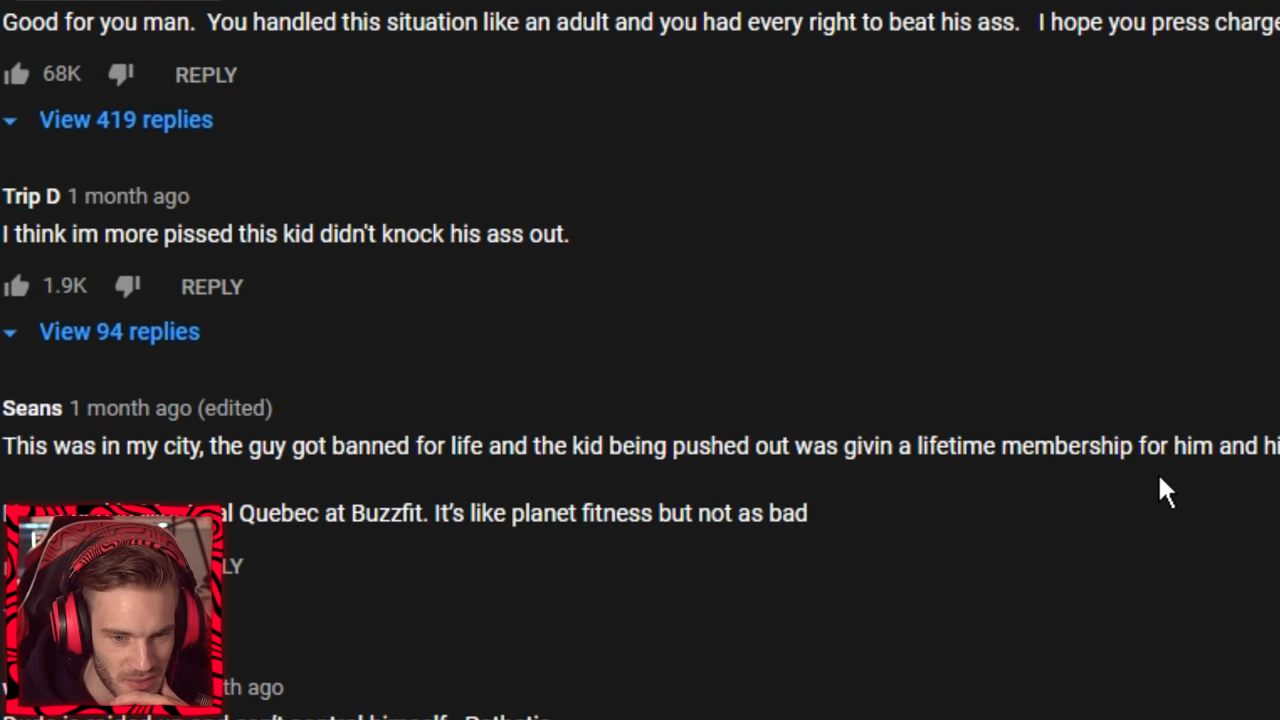 Good for you man. You handled this situation like an adult and you had every right to beat his ass. I hope you press charge
68K REPLY
View 419 replies
Trip D 1 month ago
I think im more pissed this kid didn't knock his ass out.
1.9K REPLY
View 94 replies
Seans 1 month ago (edited)
This was in my city, the guy got banned for life and the kid being pushed out was givin a lifetime membership for him and hi
al Quebec at Buzzfit. It’s like planet fitness but not as bad
LY
th ago